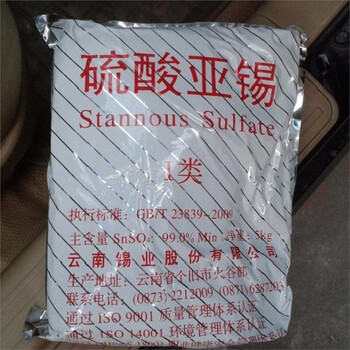 硫酸亚锡
Stannous Sulfate
1类
执行标准:GB/T 23839-2009
主含量 SnSO₄: 99.0% Min 净重:5kg
云南锡业股份有限公司
生产地址:云南省个旧市火谷都
联系电话:(0873)2212009 (0871)6387203
通过 ISO 9001 质量管理体系认证
通过 ISO 14001 环境管理体系认证